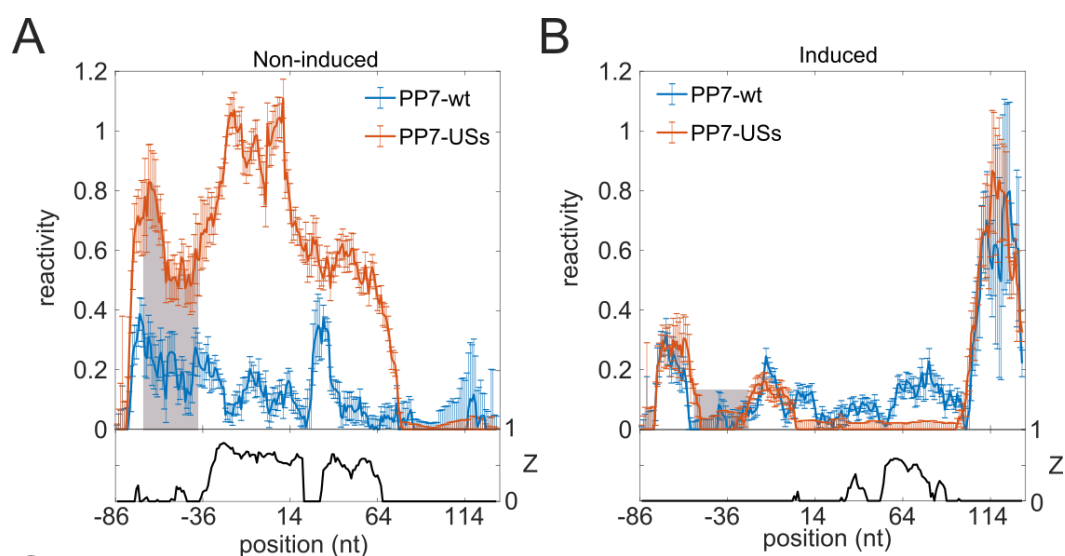 A
Non-induced
PP7-wt
PP7-USs
1.2
1
0.8
0.6
0.4
0.2
0
reactivity
1
Z
0
-86 -36 14 64 114
position (nt)
B
Induced
PP7-wt
PP7-USs
1.2
1
0.8
0.6
0.4
0.2
0
reactivity
1
Z
0
-86 -36 14 64 114
position (nt)